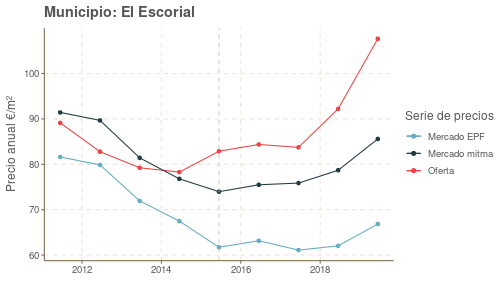 Municipio: El Escorial
Precio anual €/m²
100
90
80
70
60
2012
2014
2016
2018
Serie de precios
Mercado EPF
Mercado mitma
Oferta